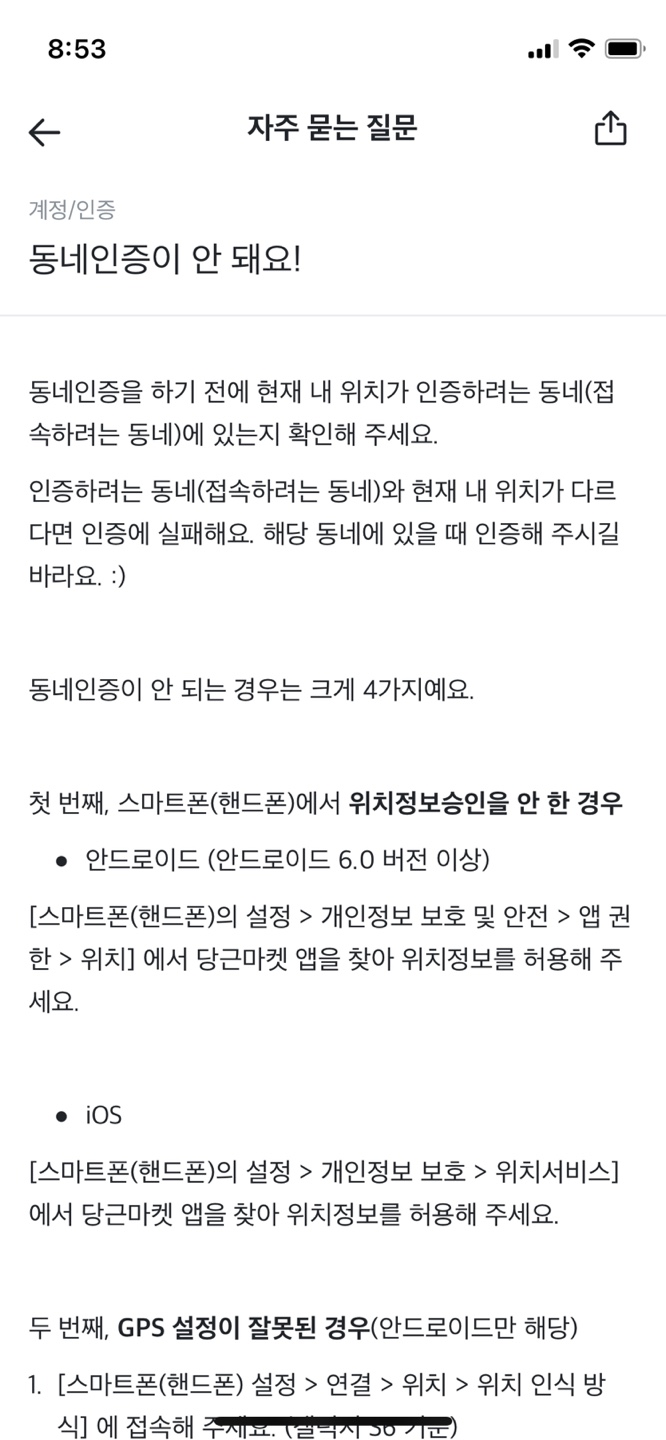 8:53
자주 묻는 질문
계정/인증
동네인증이 안 돼요!
동네인증을 하기 전에 현재 내 위치가 인증하려는 동네(접
속하려는 동네)에 있는지 확인해 주세요.
인증하려는 동네(접속하려는 동네)와 현재 내 위치가 다르
다면 인증에 실패해요. 해당 동네에 있을 때 인증해 주시길
바라요. :)
동네인증이 안 되는 경우는 크게 4가지예요.
첫 번째, 스마트폰(핸드폰)에서 위치정보승인을 안 한 경우
● 안드로이드 (안드로이드 6.0 버전 이상)
[스마트폰(핸드폰)의 설정 > 개인정보 보호 및 안전 > 앱 권
한 > 위치] 에서 당근마켓 앱을 찾아 위치정보를 허용해 주
세요.
● iOS
[스마트폰(핸드폰)의 설정 > 개인정보 보호 > 위치서비스]
에서 당근마켓 앱을 찾아 위치정보를 허용해 주세요.
두 번째, GPS 설정이 잘못된 경우(안드로이드만 해당)
1. [스마트폰(핸드폰) 설정 > 연결 > 위치 > 위치 인식 방
식] 에 접속해 주세요. (갤럭시 S6 기준)